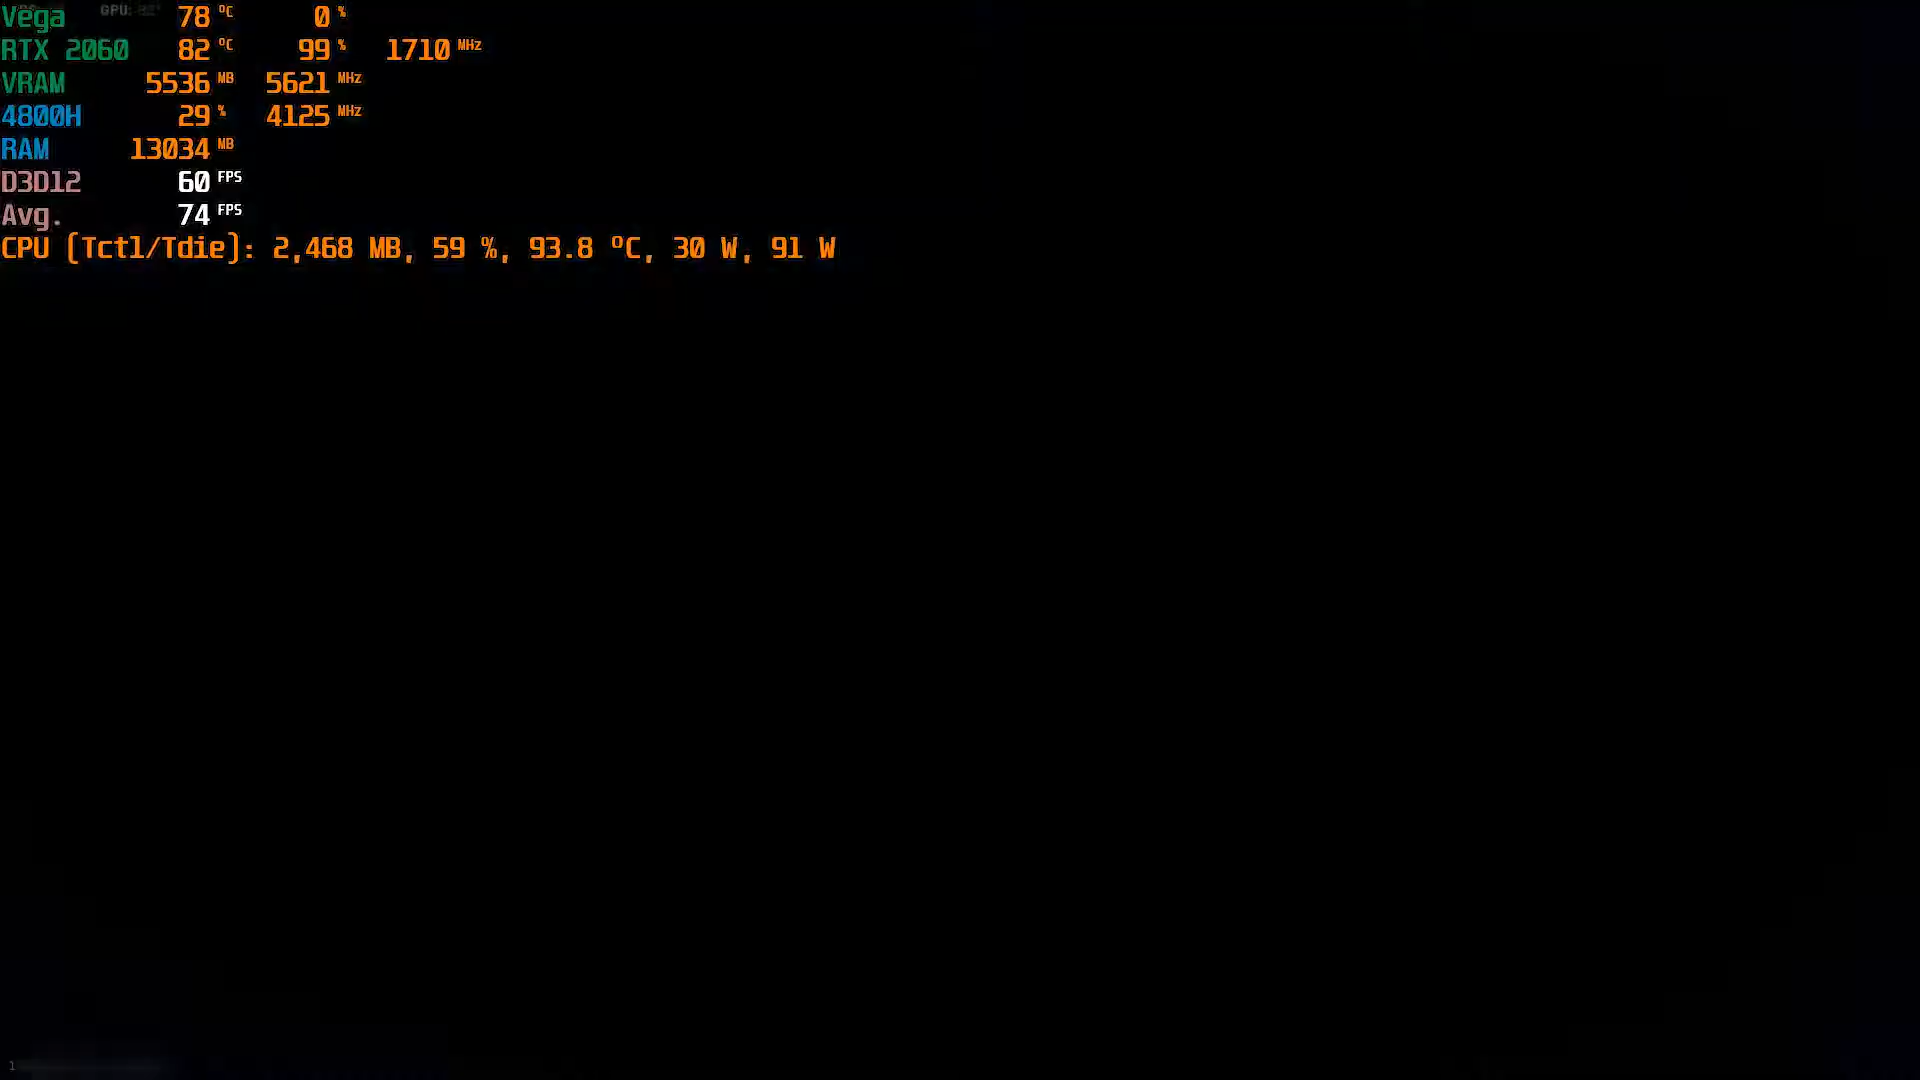 Vega 78 °C 0 %
RTX 2060 82 °C 99 % 1710 MHz
VRAM 5536 MB 5621 MHz
4800H 29 % 4125 MHz
RAM 13034 MB
D3D12 60 FPS
Avg. 74 FPS
CPU (Tctl/Tdie): 2,468 MB, 59 %, 93.8 °C, 30 W, 91 W
GPU:
1